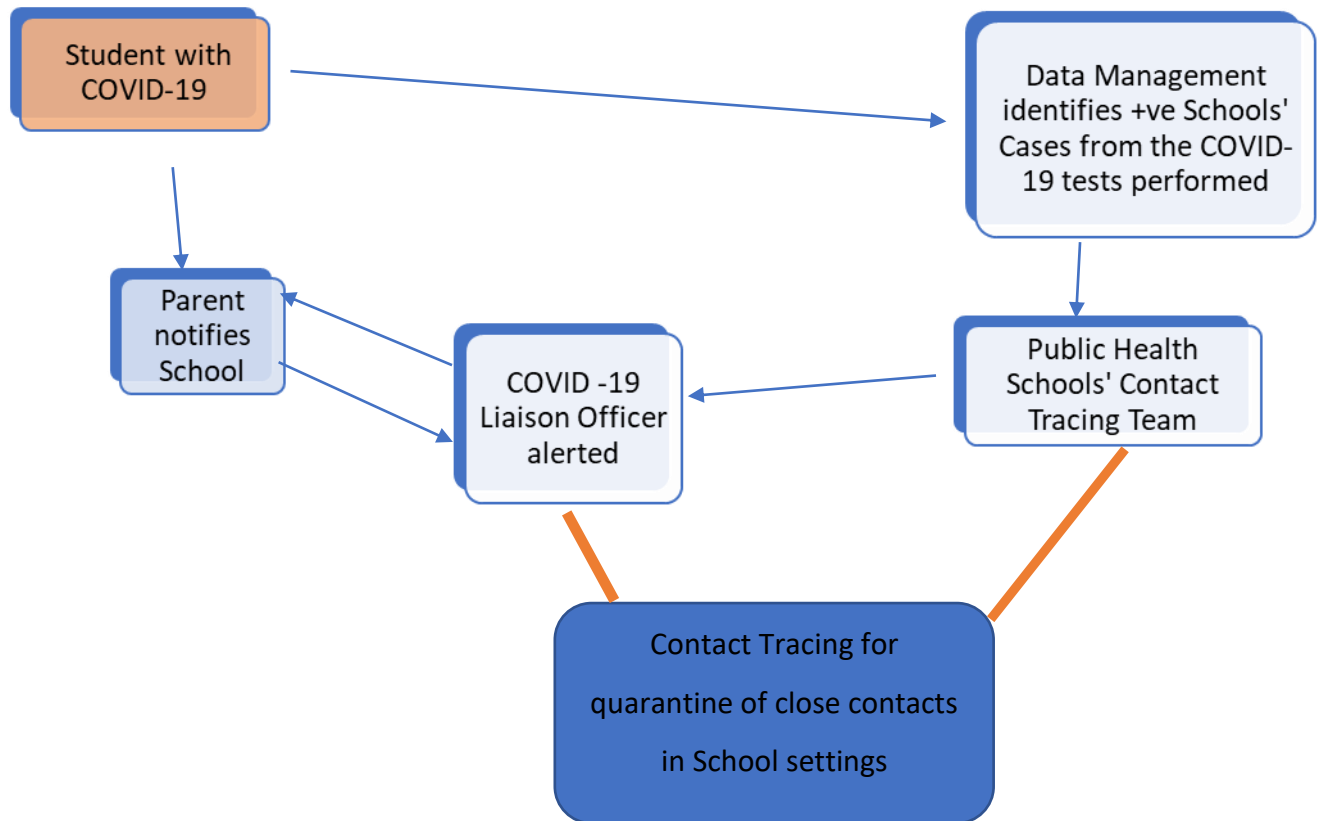 Student with
COVID-19
Data Management
identifies +ve Schools'
Cases from the COVID-
19 tests performed
Parent
notifies
School
COVID -19
Liaison Officer
alerted
Public Health
Schools' Contact
Tracing Team
Contact Tracing for
quarantine of close contacts
in School settings